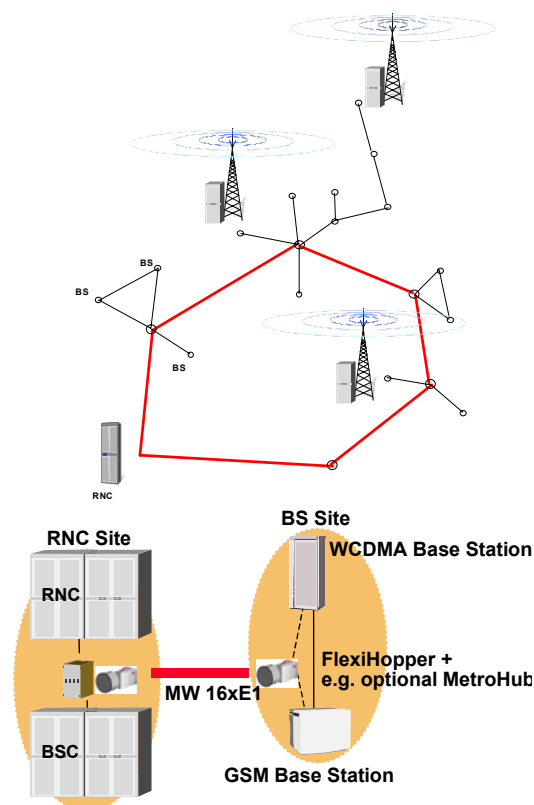 BS
BS
BS
RNC
RNC Site
BS Site
WCDMA Base Station
RNC
FlexiHopper +
e.g. optional MetroHub
MW 16xE1
BSC
GSM Base Station